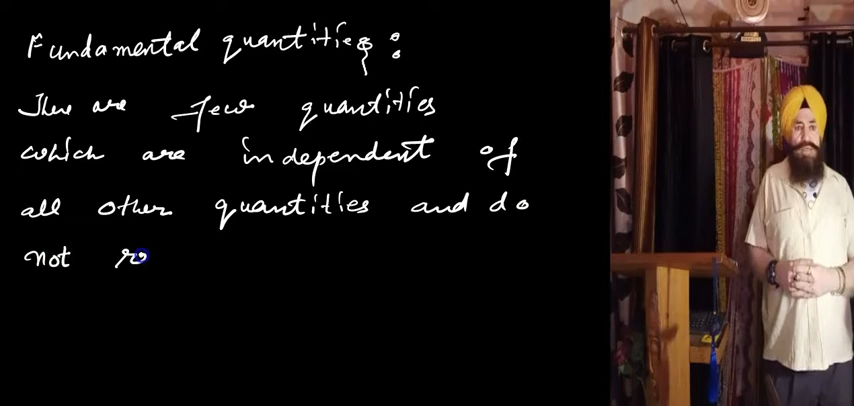 Fundamental quantities :
There are few quantities
which are independent of
all other quantities and do
not